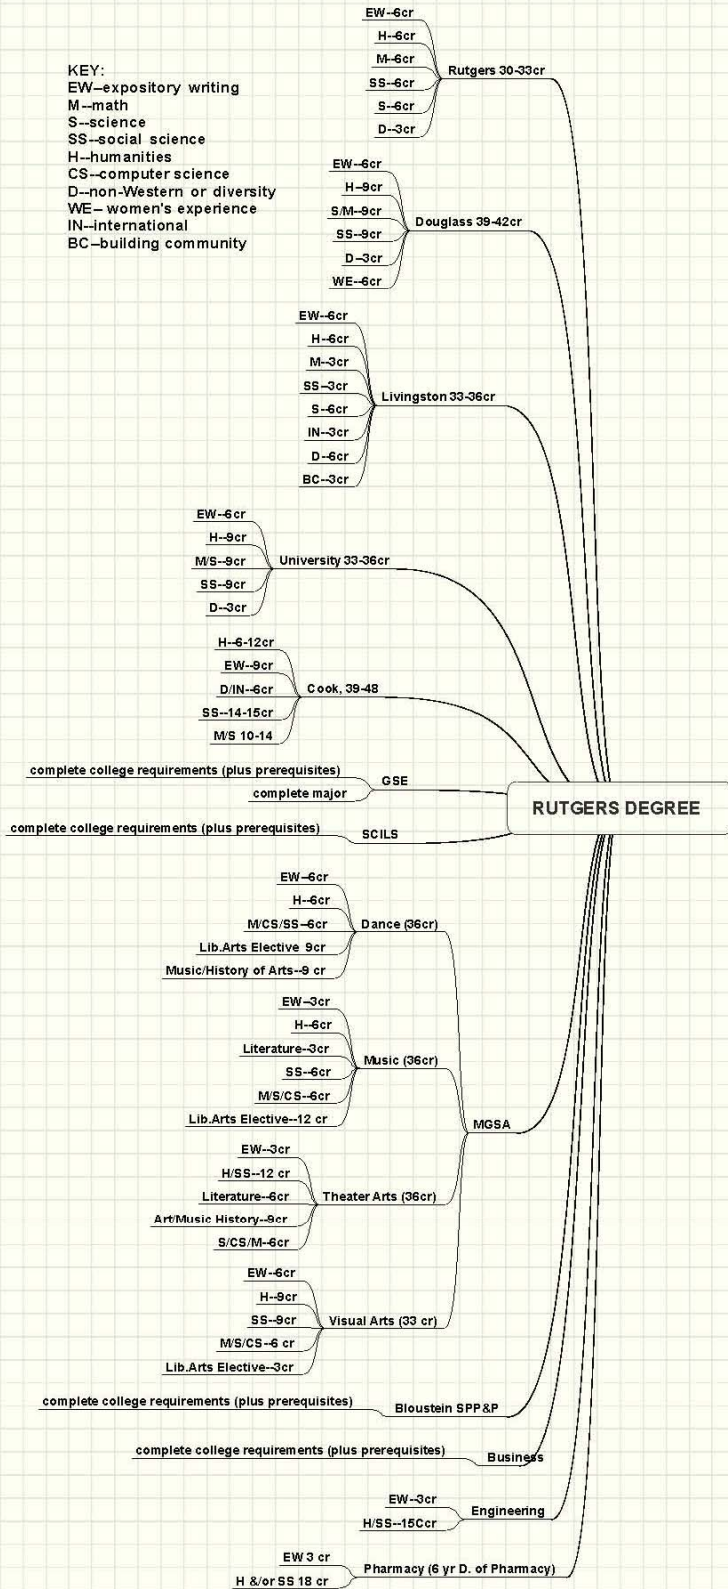 KEY:
EW--expository writing
M--math
S--science
SS--social science
H--humanities
CS--computer science
D--non-Western or diversity
WE-- women's experience
IN--international
BC--building community
EW--6cr
H--6cr
M--6cr
SS--6cr
S--6cr
D--3cr
Rutgers 30-33cr
EW--6cr
H--9cr
S/M--9cr
SS--9cr
D--3cr
WE--6cr
Douglass 39-42cr
EW--6cr
H--6cr
M--3cr
SS--3cr
S--6cr
IN--3cr
D--6cr
BC--3cr
Livingston 33-36cr
EW--6cr
H--9cr
M/S--9cr
SS--9cr
D--3cr
University 33-36cr
H--6-12cr
EW--9cr
D/IN--6cr
SS--14-15cr
M/S 10-14
Cook, 39-48
complete college requirements (plus prerequisites)
complete major
GSE
complete college requirements (plus prerequisites)
SCILS
RUTGERS DEGREE
EW--6cr
H--6cr
M/CS/SS--6cr
Lib.Arts Elective 9cr
Music/History of Arts--9 cr
Dance (36cr)
EW--3cr
H--6cr
Literature--3cr
SS--6cr
M/S/CS--6cr
Lib.Arts Elective--12 cr
Music (36cr)
MGSA
EW--3cr
H/SS--12 cr
Literature--6cr
Art/Music History--9cr
S/CS/M--6cr
Theater Arts (36cr)
EW--6cr
H--9cr
SS--9cr
M/S/CS--6 cr
Lib.Arts Elective--3cr
Visual Arts (33 cr)
complete college requirements (plus prerequisites)
Bloustein SPP&P
complete college requirements (plus prerequisites)
Business
EW--3cr
H/SS--15Ccr
Engineering
EW 3 cr
H &/or SS 18 cr
Pharmacy (6 yr D. of Pharmacy)